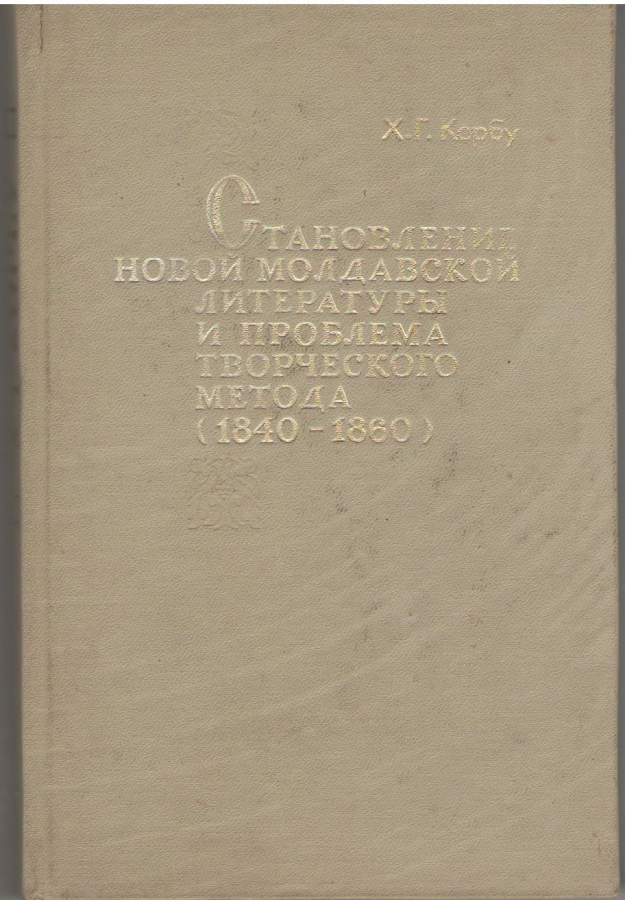 Х. Г. Корбу
СТАНОВЛЕНИЕ
НОВОЙ МОЛДАВСКОЙ
ЛИТЕРАТУРЫ
И ПРОБЛЕМА
ТВОРЧЕСКОГО
МЕТОДА
(1840-1860)